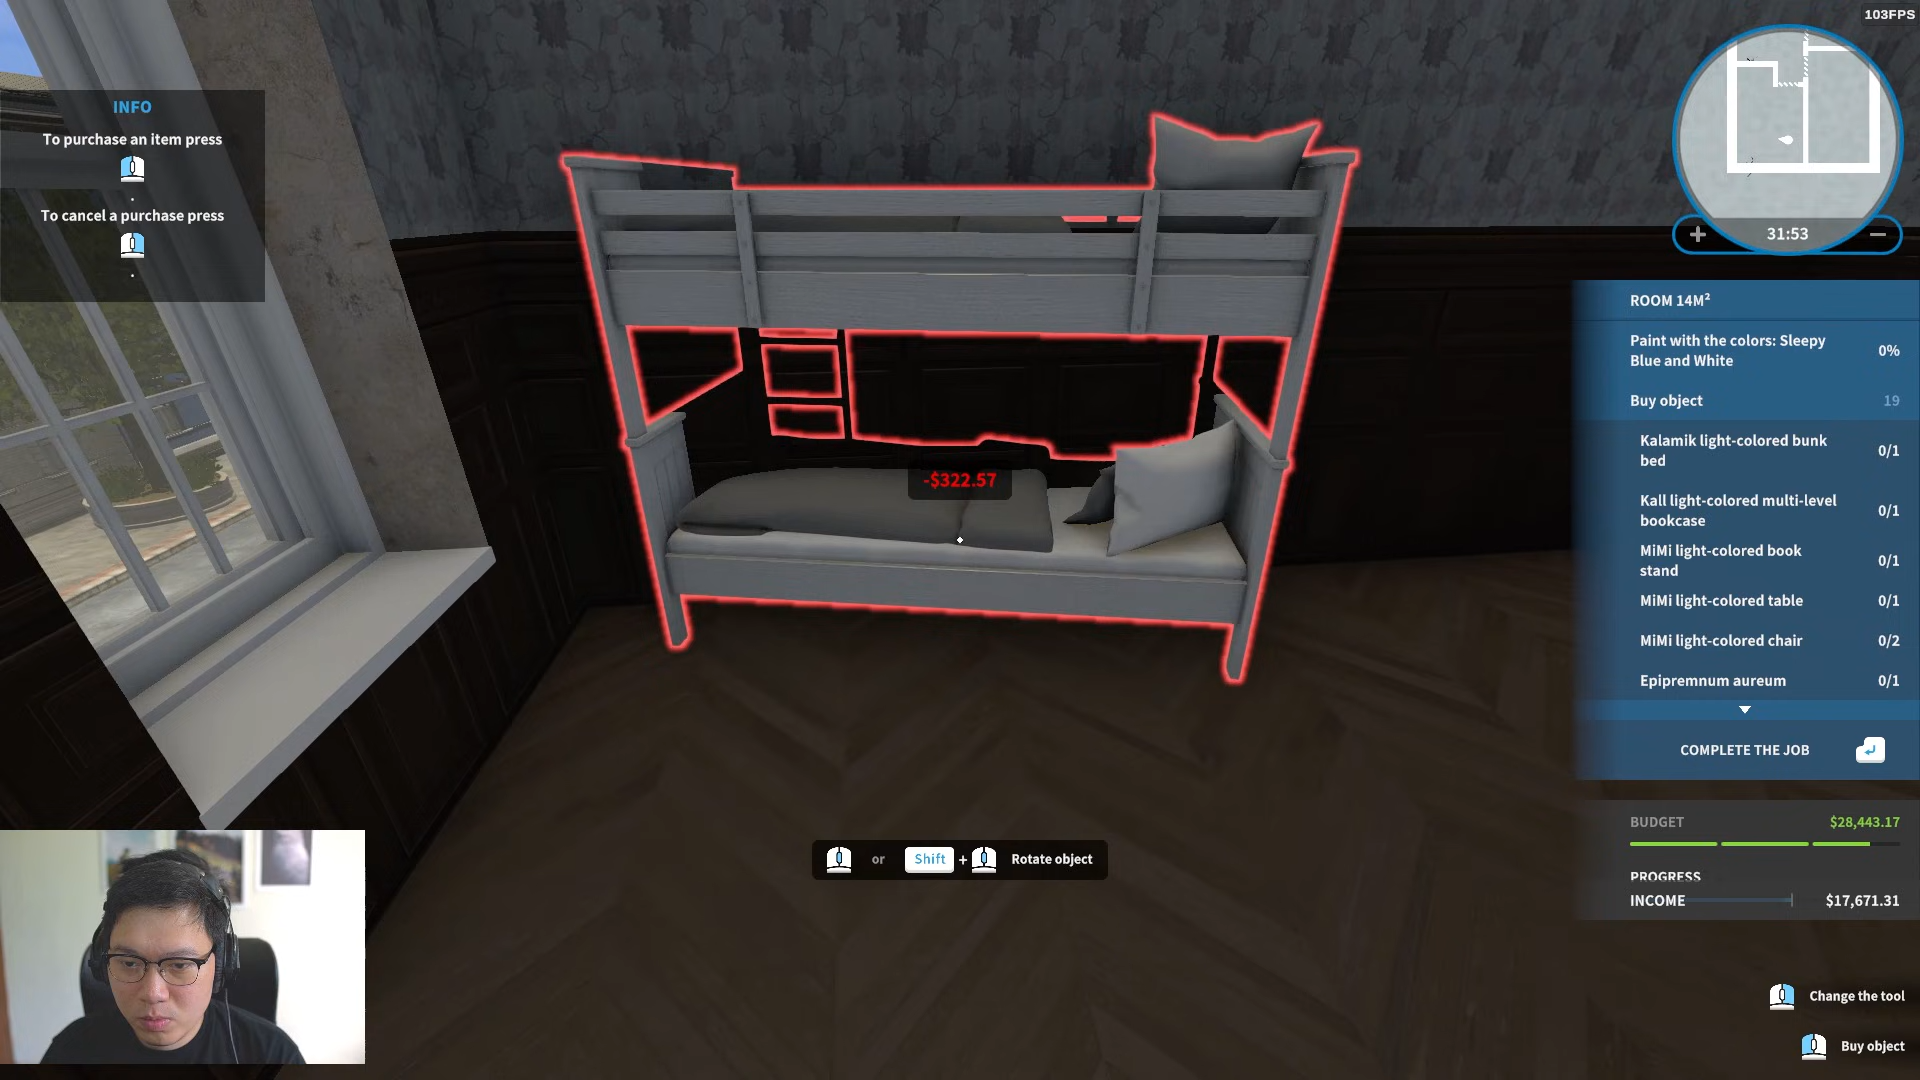 103FPS
INFO
To purchase an item press
.
To cancel a purchase press
.
31:53
ROOM 14M²
Paint with the colors: Sleepy
Blue and White
0%
Buy object
19
Kalamik light-colored bunk
bed
0/1
Kall light-colored multi-level
bookcase
0/1
MiMi light-colored book
stand
0/1
MiMi light-colored table
0/1
MiMi light-colored chair
0/2
Epipremnum aureum
0/1
COMPLETE THE JOB
-$322.57
or Shift + Rotate object
BUDGET
$28,443.17
PROGRESS
INCOME
$17,671.31
Change the tool
Buy object